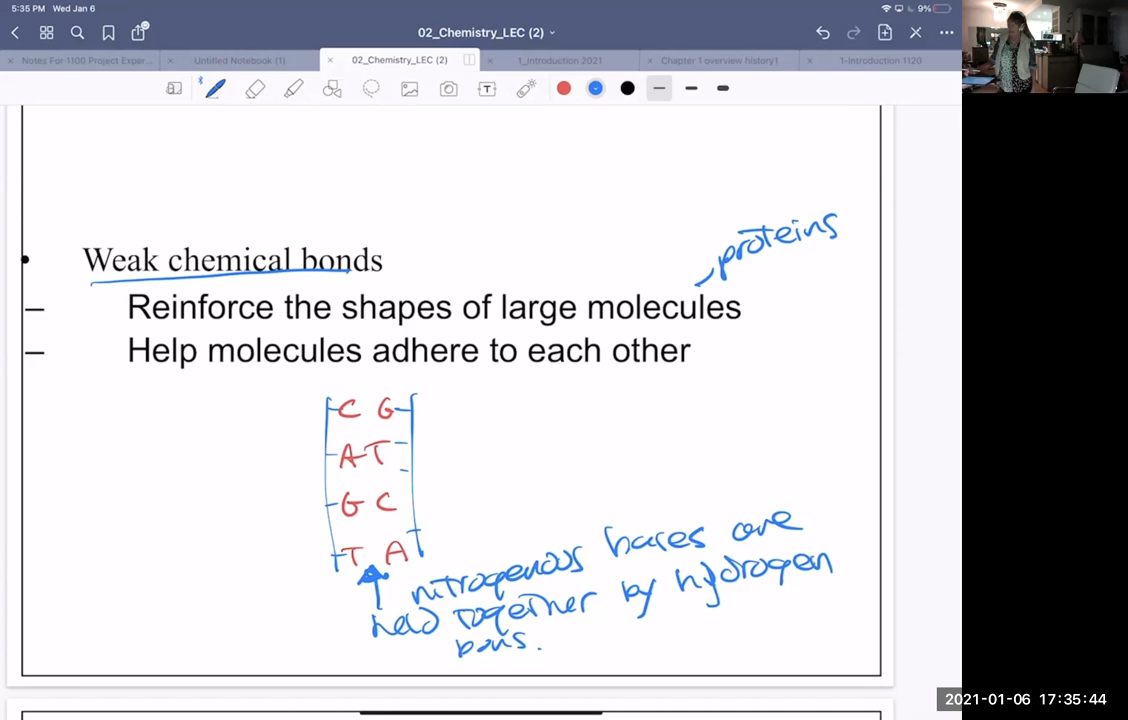 5:35 PM Wed Jan 6
9%
02_Chemistry_LEC (2)
× Notes For 1100 Project Exper...
× Untitled Notebook (1)
× 02_Chemistry_LEC (2)
× 1_Introduction 2021
× Chapter 1 overview history1
× 1-Introduction 1120
T
proteins
• Weak chemical bonds
– Reinforce the shapes of large molecules
– Help molecules adhere to each other
C G
A T
G C
T A
nitrogenous bases are
held together by hydrogen
bons.
2021-01-06 17:35:44